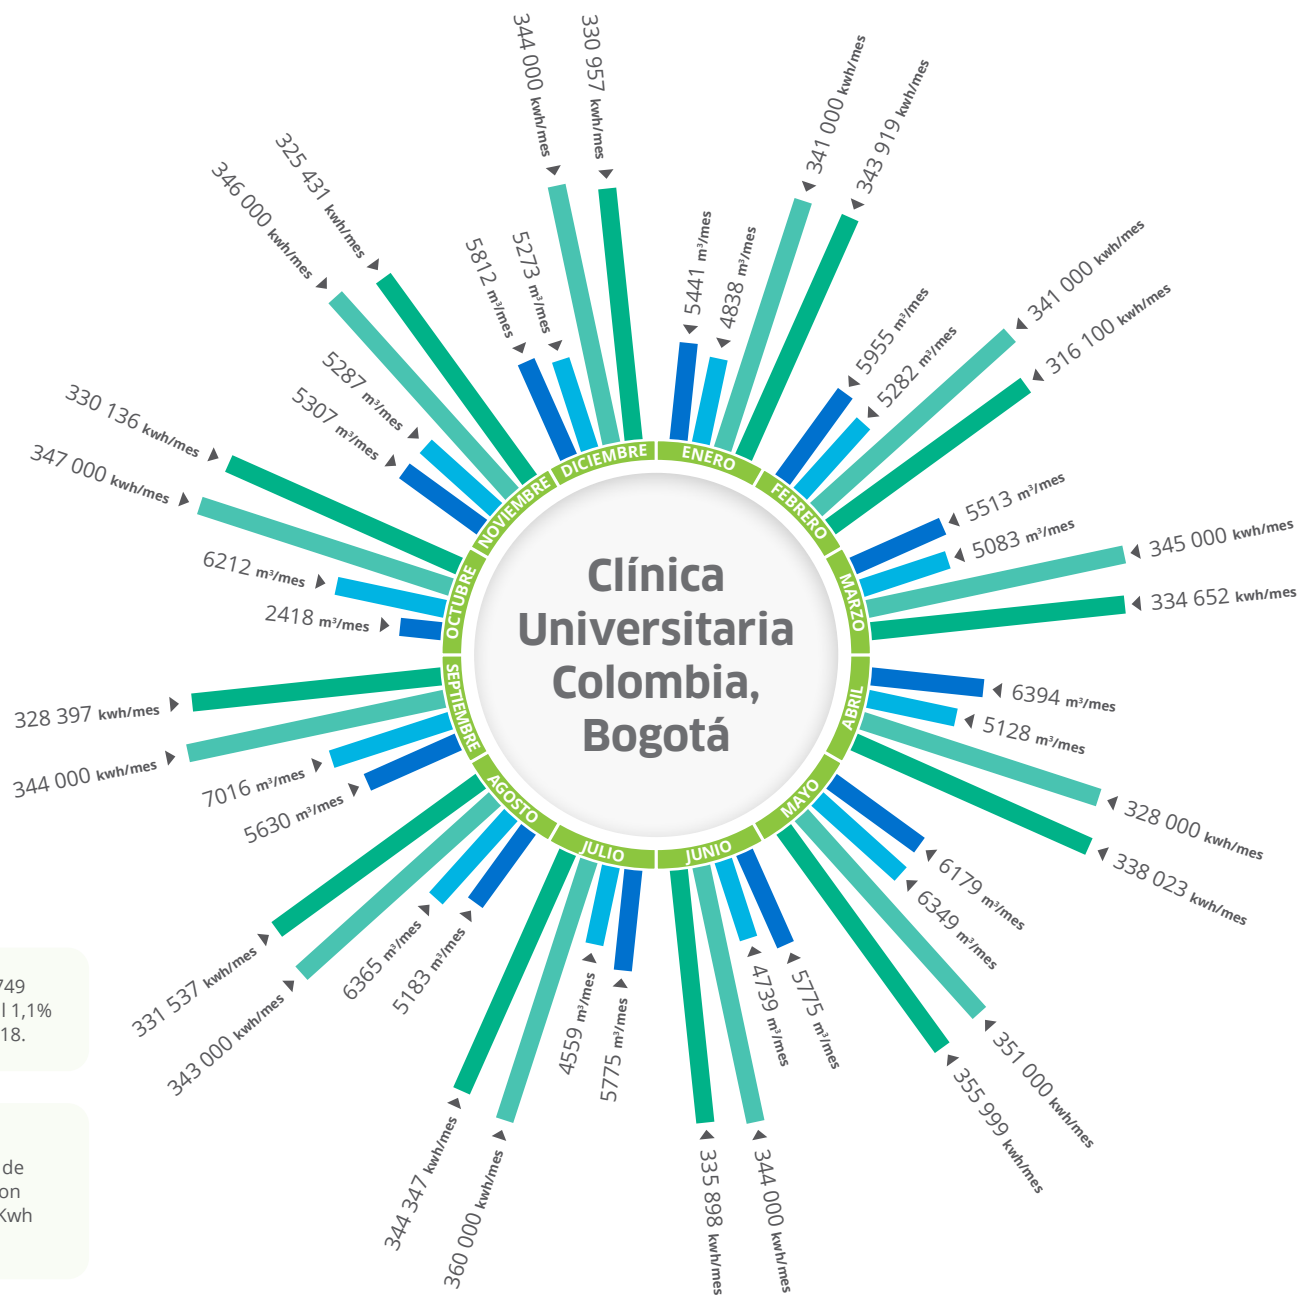 Clínica
Universitaria
Colombia,
Bogotá
ENERO
5441 m³/mes
4838 m³/mes
341 000 kwh/mes
343 919 kwh/mes
FEBRERO
5955 m³/mes
5282 m³/mes
341 000 kwh/mes
316 100 kwh/mes
MARZO
5513 m³/mes
5083 m³/mes
345 000 kwh/mes
334 652 kwh/mes
ABRIL
6394 m³/mes
5128 m³/mes
328 000 kwh/mes
338 023 kwh/mes
MAYO
6179 m³/mes
6349 m³/mes
351 000 kwh/mes
355 999 kwh/mes
JUNIO
5775 m³/mes
4739 m³/mes
344 000 kwh/mes
335 898 kwh/mes
JULIO
5775 m³/mes
4559 m³/mes
360 000 kwh/mes
344 347 kwh/mes
AGOSTO
5183 m³/mes
6365 m³/mes
343 000 kwh/mes
331 537 kwh/mes
SEPTIEMBRE
5630 m³/mes
7016 m³/mes
344 000 kwh/mes
328 397 kwh/mes
OCTUBRE
2418 m³/mes
6212 m³/mes
347 000 kwh/mes
330 136 kwh/mes
NOVIEMBRE
5307 m³/mes
5287 m³/mes
346 000 kwh/mes
325 431 kwh/mes
DICIEMBRE
5812 m³/mes
5273 m³/mes
344 000 kwh/mes
330 957 kwh/mes
749
l 1,1%
18.
de
on
Kwh